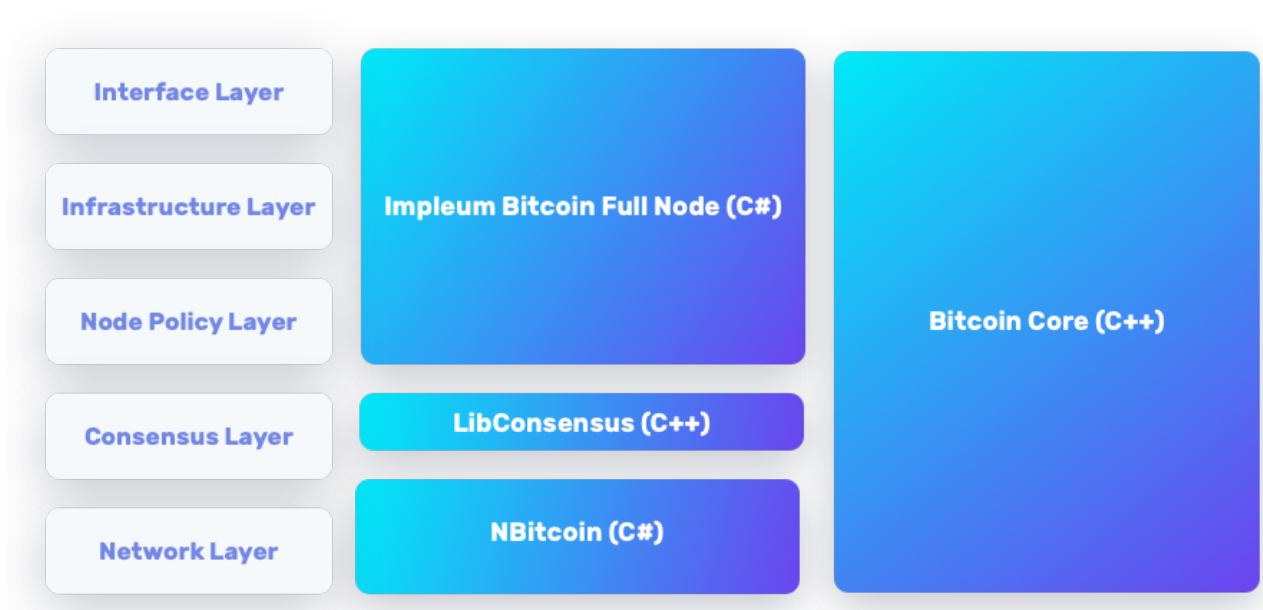 Interface Layer
Infrastructure Layer
Node Policy Layer
Consensus Layer
Network Layer
Impleum Bitcoin Full Node (C#)
LibConsensus (C++)
NBitcoin (C#)
Bitcoin Core (C++)